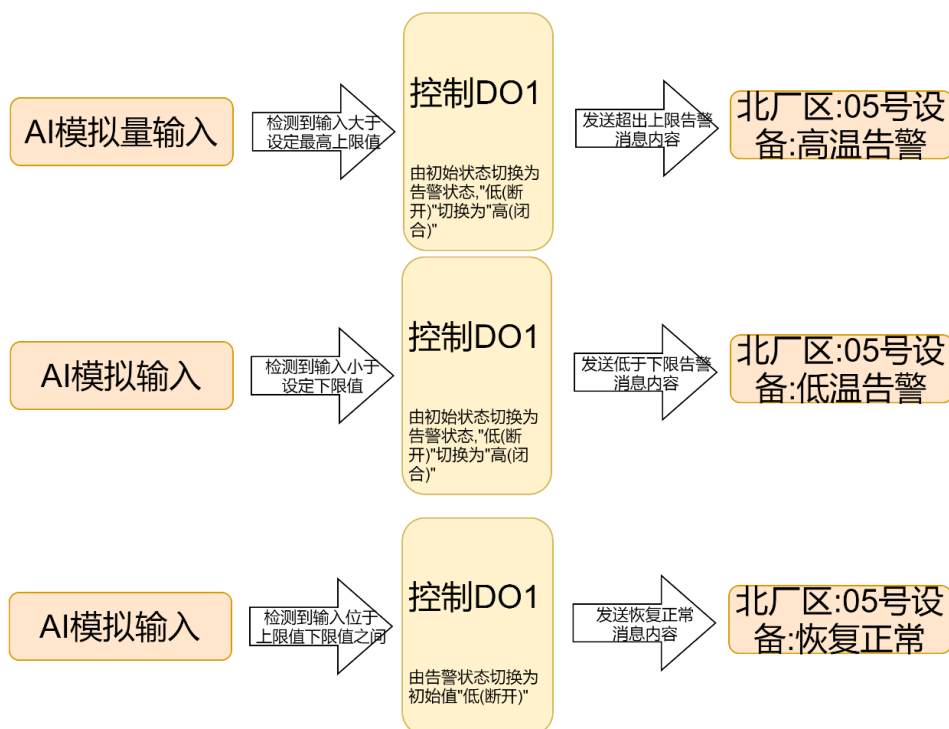 AI模拟量输入
检测到输入大于
设定最高上限值
控制DO1
由初始状态切换为
告警状态,"低(断
开)"切换为"高(闭
合)"
发送超出上限告警
消息内容
北厂区:05号设
备:高温告警
AI模拟输入
检测到输入小于
设定下限值
控制DO1
由初始状态切换为
告警状态,"低(断
开)"切换为"高(闭
合)"
发送低于下限告警
消息内容
北厂区:05号设
备:低温告警
AI模拟输入
检测到输入位于
上限值下限值之间
控制DO1
由告警状态切换为
初始值"低(断开)"
发送恢复正常
消息内容
北厂区:05号设
备:恢复正常